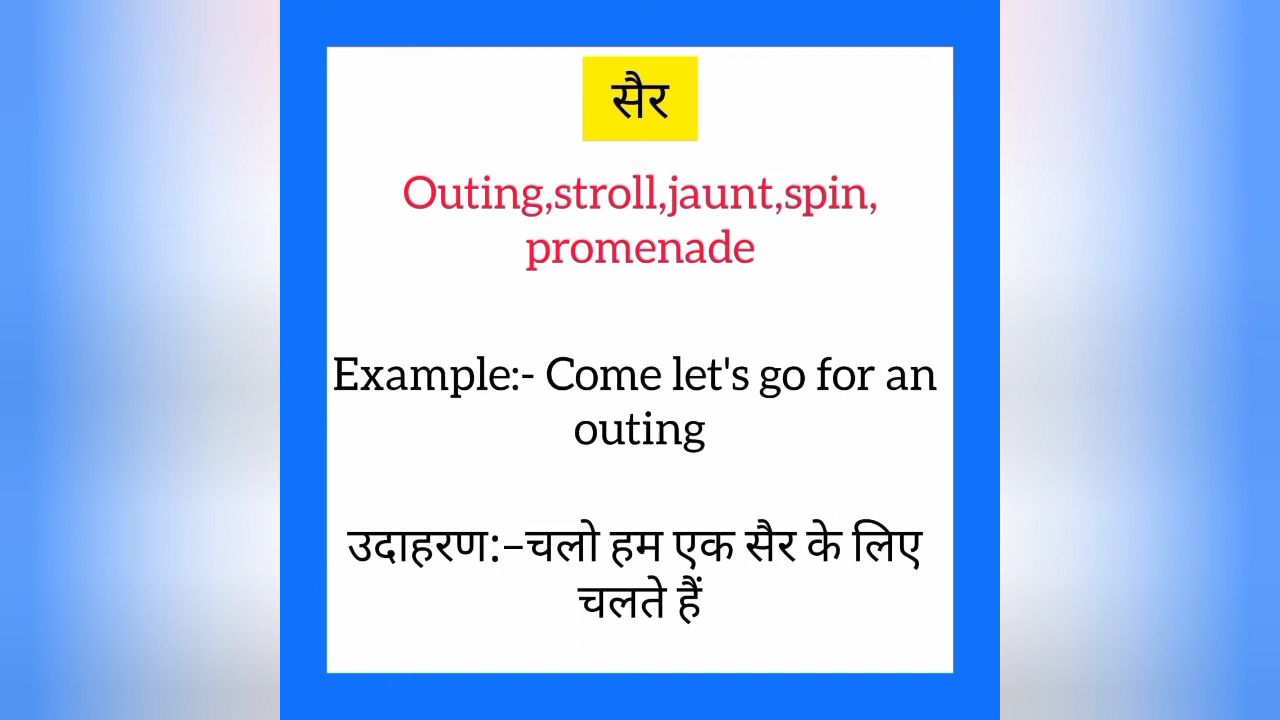 सैर
Outing,stroll,jaunt,spin,
promenade
Example:- Come let's go for an
outing
उदाहरण:–चलो हम एक सैर के लिए
चलते हैं